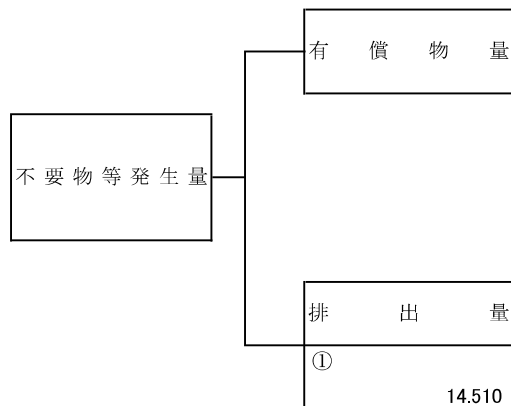 有償物量
不要物等発生量
排出量
①
14.510